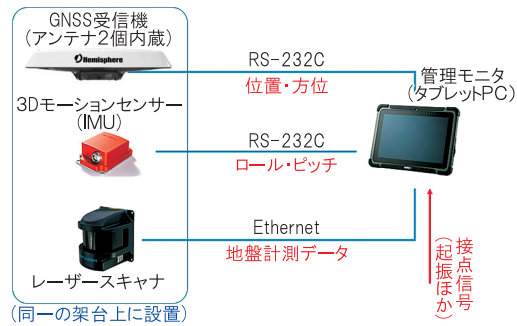 GNSS受信機
(アンテナ2個内蔵)
Hemisphere
RS-232C
位置・方位
管理モニタ
(タブレットPC)
3Dモーションセンサー
(IMU)
RS-232C
ロール・ピッチ
Ethernet
地盤計測データ
レーザースキャナ
(同一の架台上に設置)
接点信号
(起振ほか)